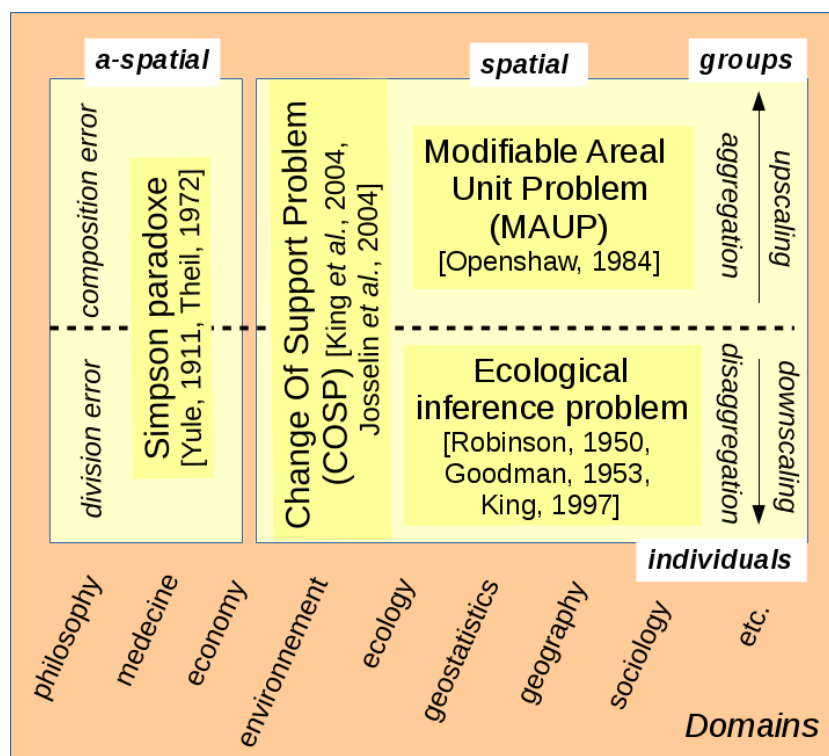 a-spatial
spatial
groups
composition error
division error
Simpson paradoxe
[Yule, 1911, Theil, 1972]
Change Of Support Problem
(COSP) [King et al., 2004,
Josselin et al., 2004]
Modifiable Areal
Unit Problem
(MAUP)
[Openshaw, 1984]
aggregation
upscaling
Ecological
inference problem
[Robinson, 1950,
Goodman, 1953,
King, 1997]
disaggregation
downscaling
individuals
philosophy
medecine
economy
environnement
ecology
geostatistics
geography
sociology
etc.
Domains